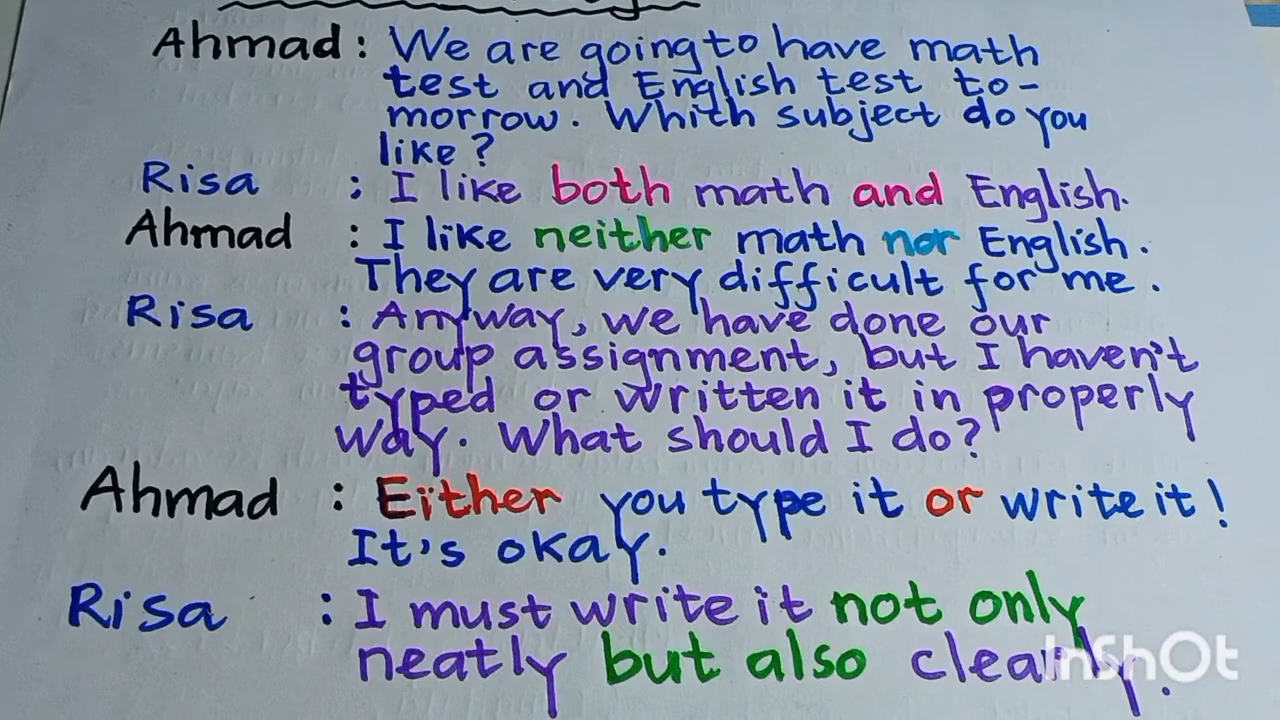 Ahmad : We are going to have math
test and English test to-
morrow. Whith subject do you
like?
Risa : I like both math and English.
Ahmad : I like neither math nor English.
They are very difficult for me.
Risa : Anyway, we have done our
group assignment, but I haven't
typed or written it in properly
way. What should I do?
Ahmad : Either you type it or write it!
It's okay.
Risa : I must write it not only
neatly but also clearly.
InShOt